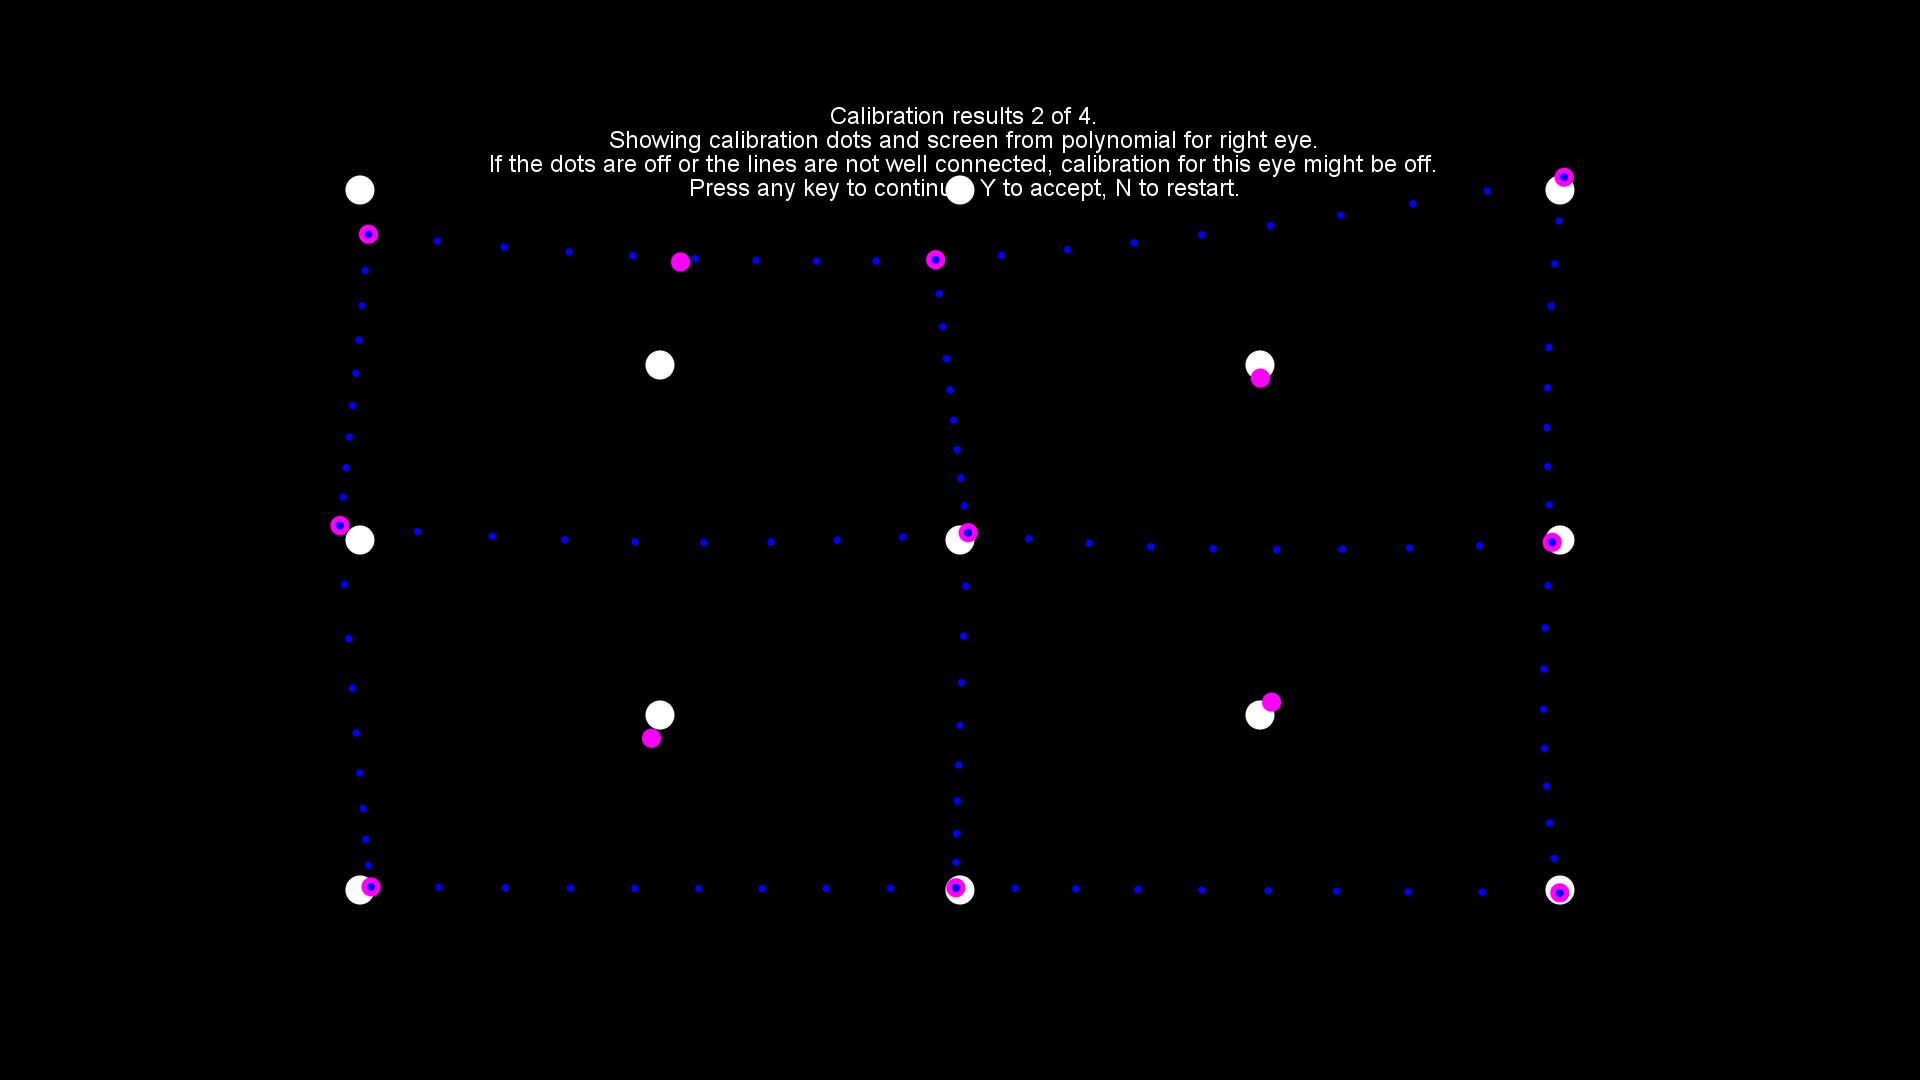 Calibration results 2 of 4.
Showing calibration dots and screen from polynomial for right eye.
If the dots are off or the lines are not well connected, calibration for this eye might be off.
Press any key to continu Y to accept, N to restart.